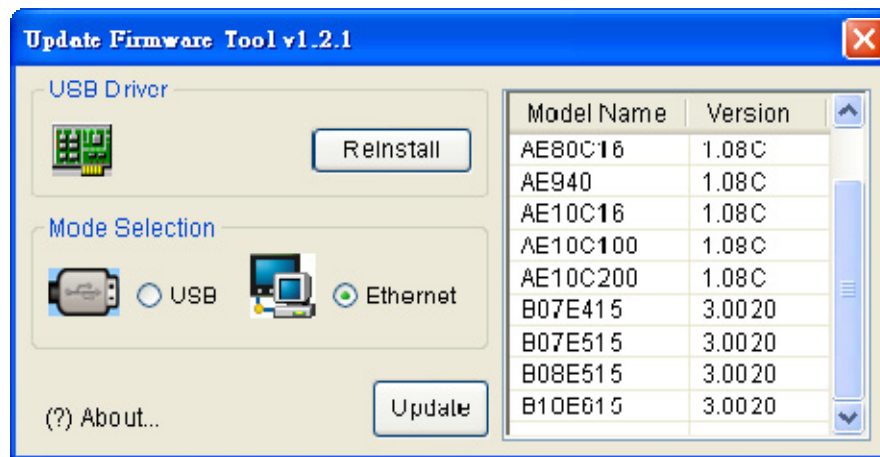 Update Firmware Tool v1.2.1
USB Driver
ReInstall
Mode Selection
USB
Ethernet
(?) About...
Update
Model Name Version
AE80C16 1.08C
AE940 1.08C
AE10C16 1.08C
AE10C100 1.08C
AE10C200 1.08C
B07E415 3.0020
B07E515 3.0020
B08E515 3.0020
B10E615 3.0020